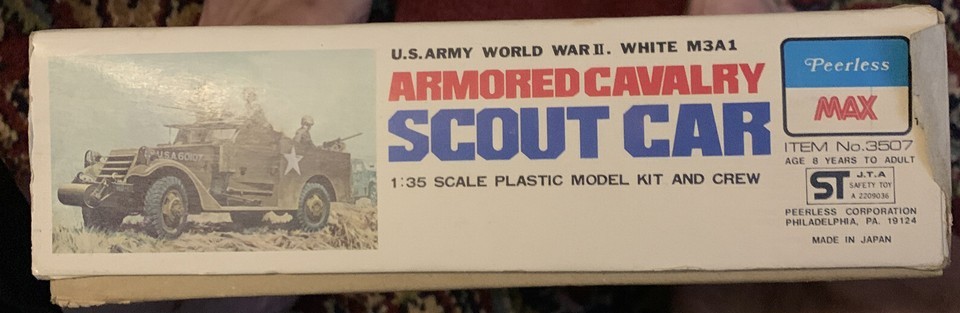 U.S.ARMY WORLD WAR II. WHITE M3A1
ARMORED CAVALRY
SCOUT CAR
1:35 SCALE PLASTIC MODEL KIT AND CREW
U.S.A 60107
Peerless
MAX
ITEM No.3507
AGE 8 YEARS TO ADULT
ST J.T.A
SAFETY TOY
A 2209036
PEERLESS CORPORATION
PHILADELPHIA, PA. 19124
MADE IN JAPAN